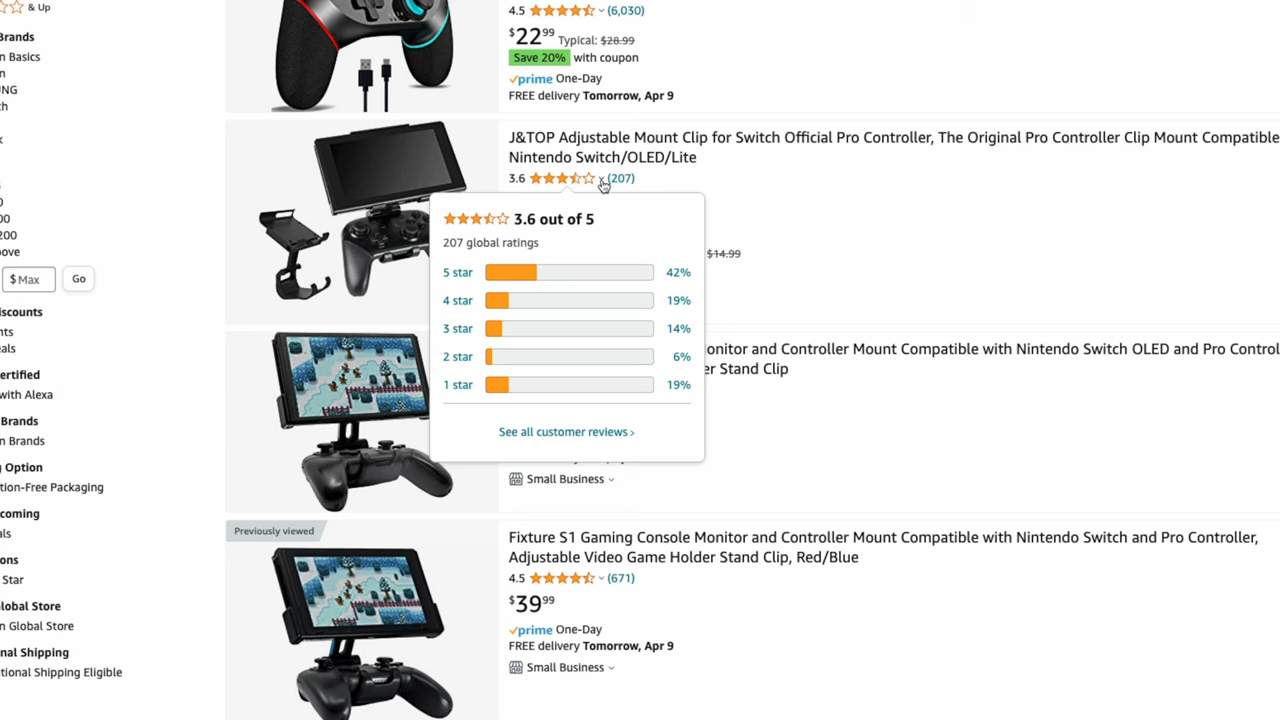 & Up
Brands
n Basics
n
NG
ch
k
s
0
00
200
ove
$ Max
Go
iscounts
nts
eals
ertified
with Alexa
Brands
n Brands
g Option
tion-Free Packaging
coming
als
ons
Star
lobal Store
n Global Store
nal Shipping
tional Shipping Eligible
4.5 (6,030)
$22 99 Typical: $28.99
Save 20% with coupon
prime One-Day
FREE delivery Tomorrow, Apr 9
J&TOP Adjustable Mount Clip for Switch Official Pro Controller, The Original Pro Controller Clip Mount Compatible
Nintendo Switch/OLED/Lite
3.6 (207)
$14.99
3.6 out of 5
207 global ratings
5 star 42%
4 star 19%
3 star 14%
2 star 6%
1 star 19%
See all customer reviews ›
onitor and Controller Mount Compatible with Nintendo Switch OLED and Pro Control
er Stand Clip
Small Business
Previously viewed
Fixture S1 Gaming Console Monitor and Controller Mount Compatible with Nintendo Switch and Pro Controller,
Adjustable Video Game Holder Stand Clip, Red/Blue
4.5 (671)
$39 99
prime One-Day
FREE delivery Tomorrow, Apr 9
Small Business